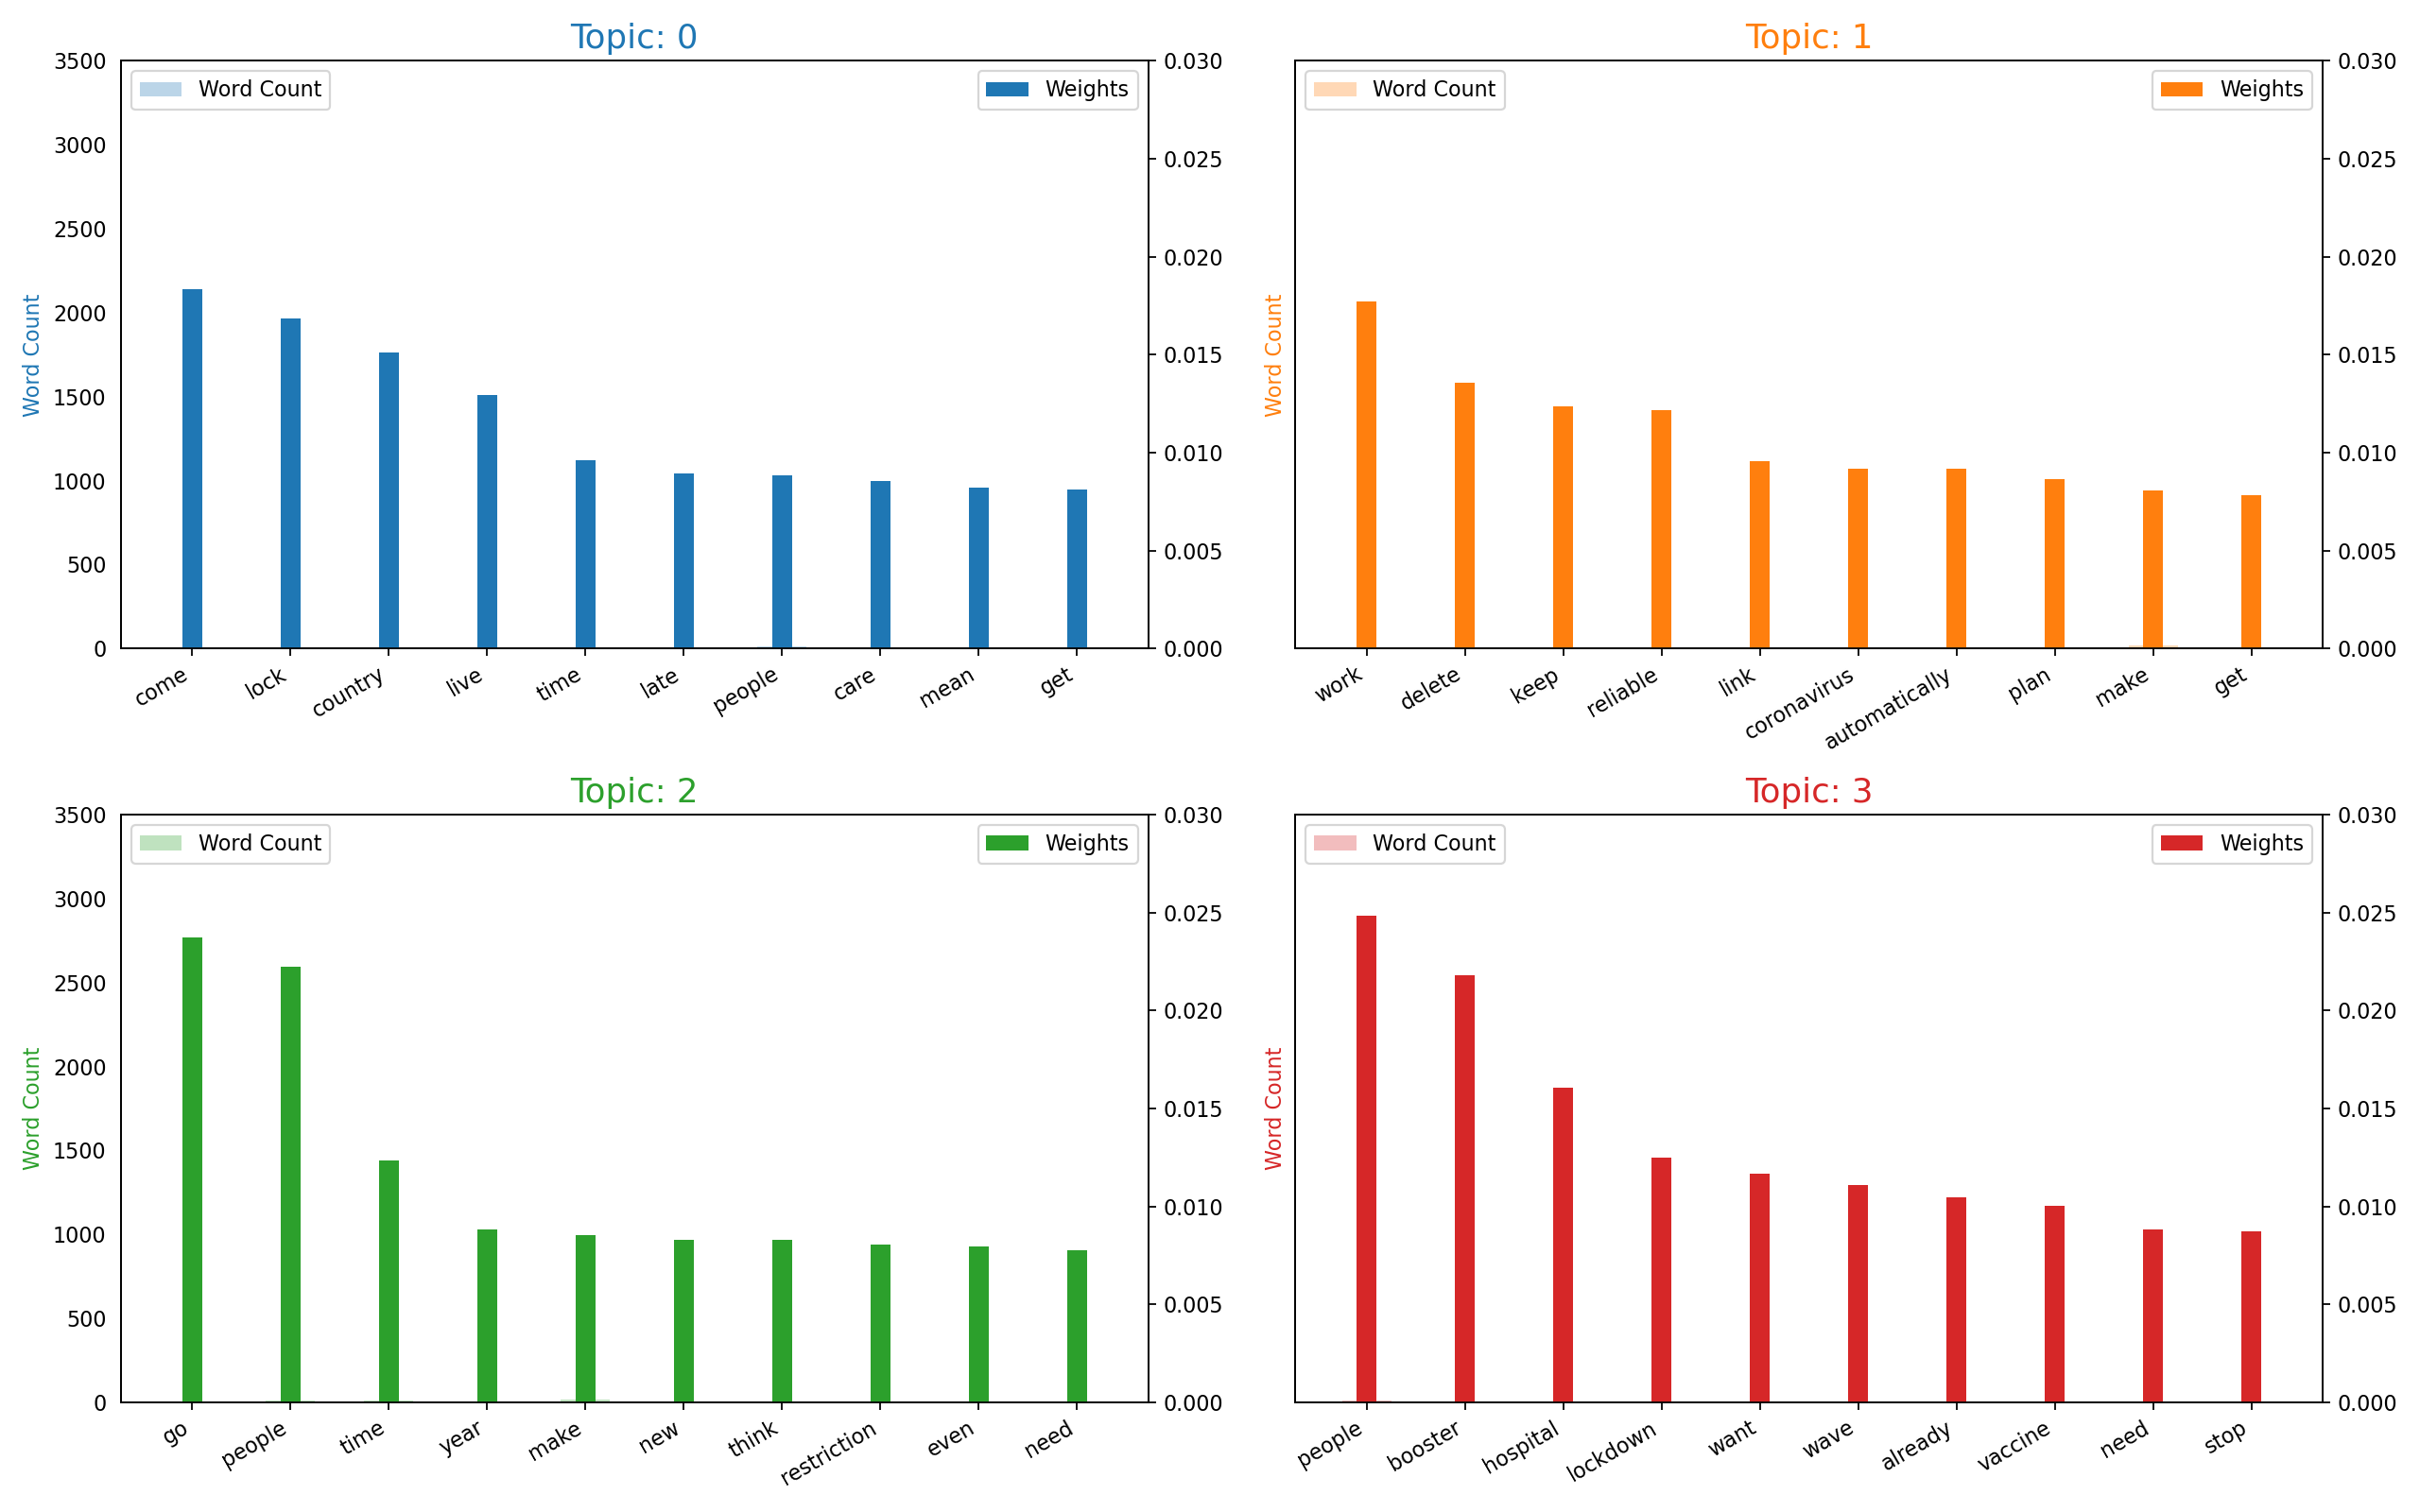 Topic: 0
Word Count
Weights
Word Count
3500
3000
2500
2000
1500
1000
500
0
0.030
0.025
0.020
0.015
0.010
0.005
0.000
come
lock
country
live
time
late
people
care
mean
get
Topic: 1
Word Count
Weights
Word Count
0.030
0.025
0.020
0.015
0.010
0.005
0.000
work
delete
keep
reliable
link
coronavirus
automatically
plan
make
get
Topic: 2
Word Count
Weights
Word Count
3500
3000
2500
2000
1500
1000
500
0
0.030
0.025
0.020
0.015
0.010
0.005
0.000
go
people
time
year
make
new
think
restriction
even
need
Topic: 3
Word Count
Weights
Word Count
0.030
0.025
0.020
0.015
0.010
0.005
0.000
people
booster
hospital
lockdown
want
wave
already
vaccine
need
stop